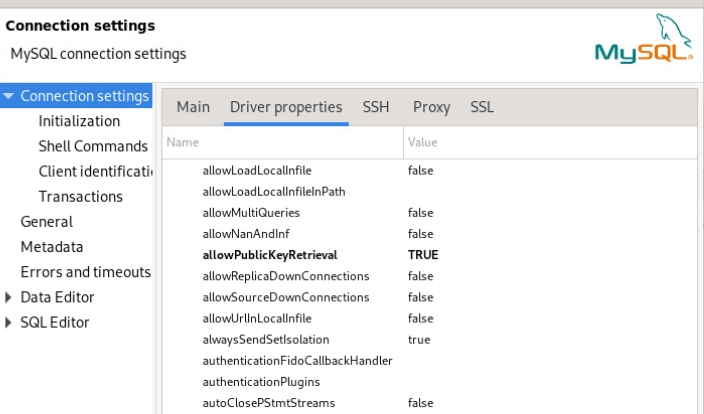 Connection settings
MySQL connection settings
MySQL
Connection settings
Initialization
Shell Commands
Client identificati
Transactions
General
Metadata
Errors and timeouts
Data Editor
SQL Editor
Main Driver properties SSH Proxy SSL
Name Value
allowLoadLocalInfile false
allowLoadLocalInfileInPath
allowMultiQueries false
allowNanAndInf false
allowPublicKeyRetrieval TRUE
allowReplicaDownConnections false
allowSourceDownConnections false
allowUrlInLocalInfile false
alwaysSendSetIsolation true
authenticationFidoCallbackHandler
authenticationPlugins
autoClosePStmtStreams false